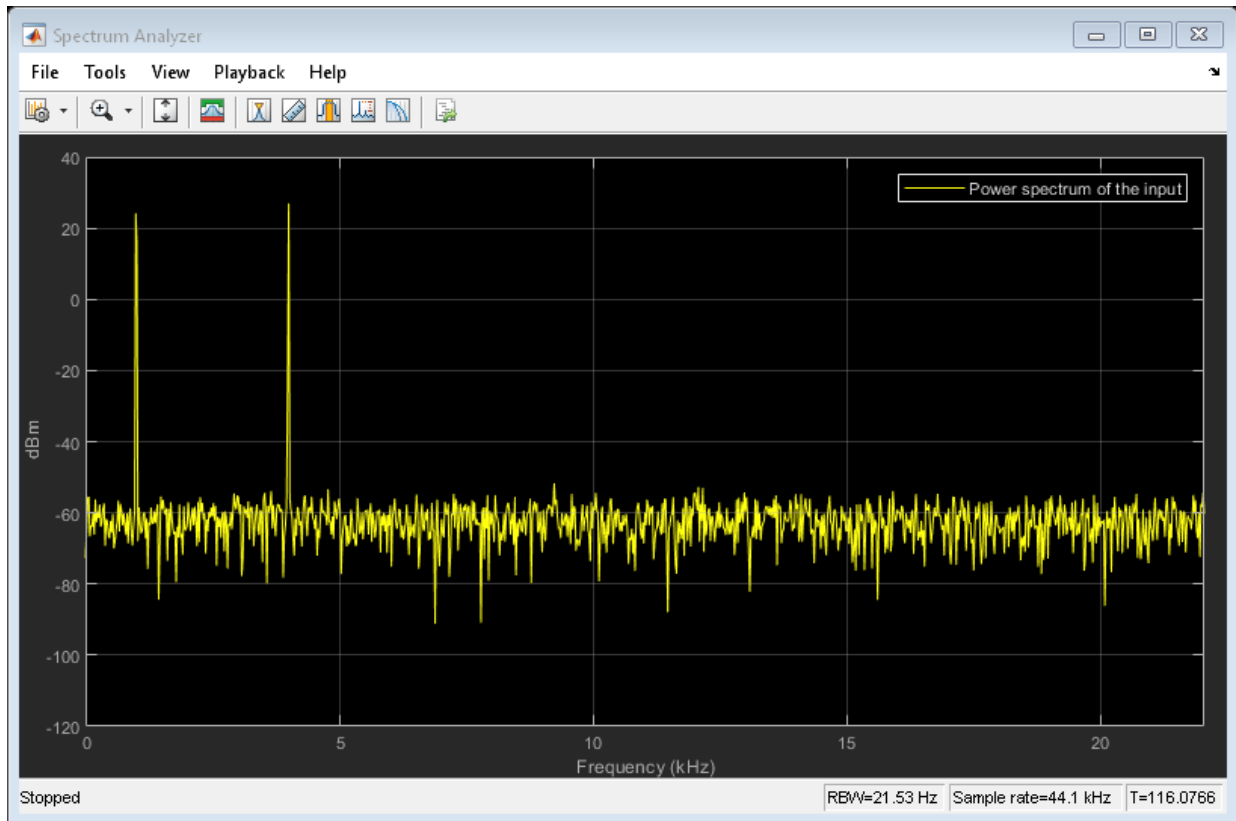 Spectrum Analyzer
File Tools View Playback Help
40
20
0
-20
-40
-60
-80
-100
-120
dBm
Power spectrum of the input
0 5 10 15 20
Frequency (kHz)
Stopped RBW=21.53 Hz Sample rate=44.1 kHz T=116.0766